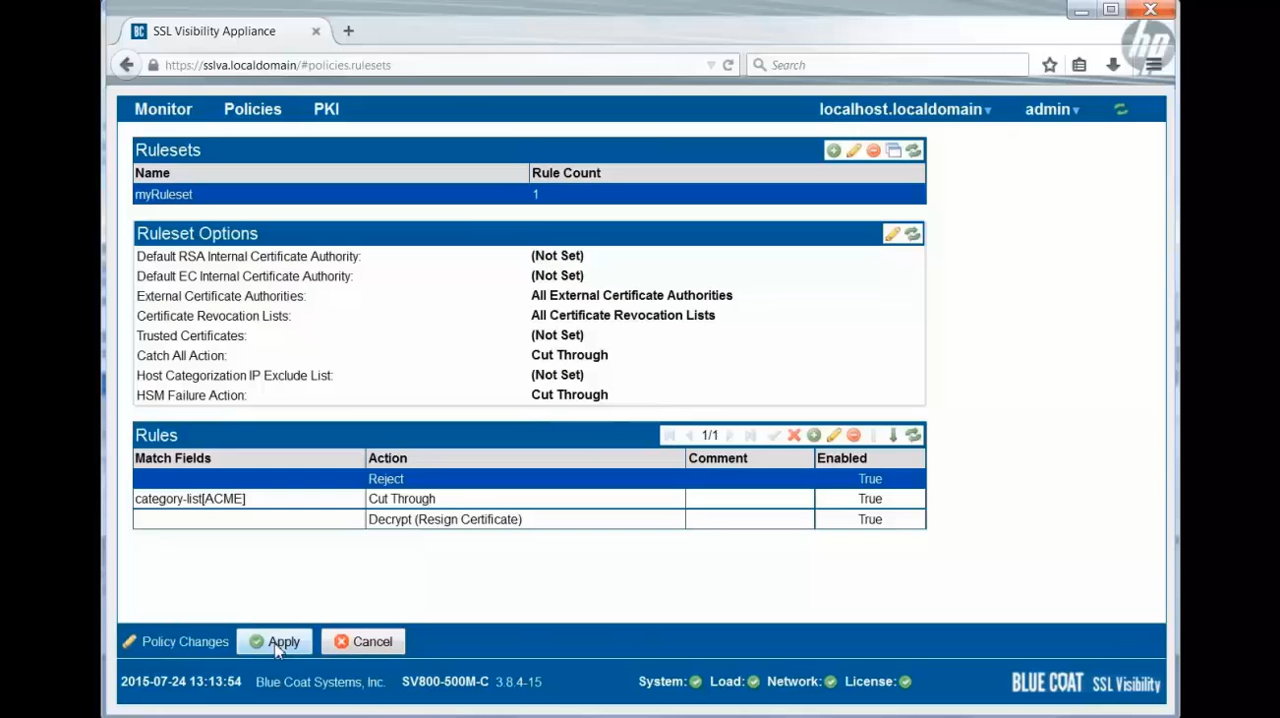 hp
BC SSL Visibility Appliance
https://sslva.localdomain/#policies.rulesets
Search
Monitor Policies PKI localhost.localdomain admin
Rulesets
Name Rule Count
myRuleset 1
Ruleset Options
Default RSA Internal Certificate Authority: (Not Set)
Default EC Internal Certificate Authority: (Not Set)
External Certificate Authorities: All External Certificate Authorities
Certificate Revocation Lists: All Certificate Revocation Lists
Trusted Certificates: (Not Set)
Catch All Action: Cut Through
Host Categorization IP Exclude List: (Not Set)
HSM Failure Action: Cut Through
Rules 1/1
Match Fields Action Comment Enabled
Reject True
category-list[ACME] Cut Through True
Decrypt (Resign Certificate) True
Policy Changes Apply Cancel
2015-07-24 13:13:54 Blue Coat Systems, Inc. SV800-500M-C 3.8.4-15 System: Load: Network: License: BLUE COAT SSL Visibility